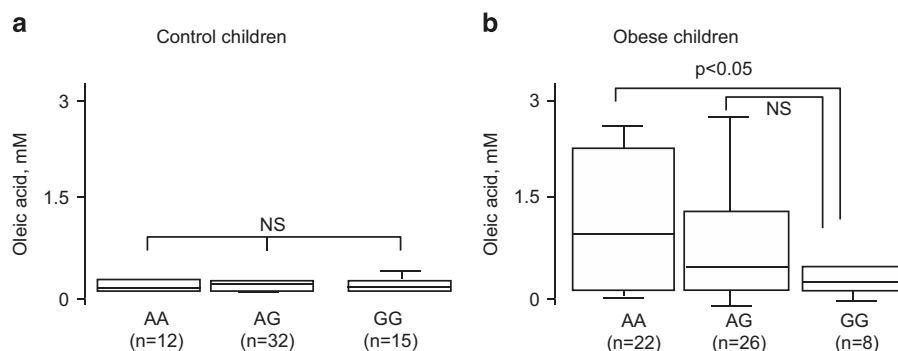 a
Control children
Oleic acid, mM
3
1.5
0
NS
AA
AG
GG
(n=12)
(n=32)
(n=15)
b
Obese children
Oleic acid, mM
3
1.5
0
p<0.05
NS
AA
AG
GG
(n=22)
(n=26)
(n=8)